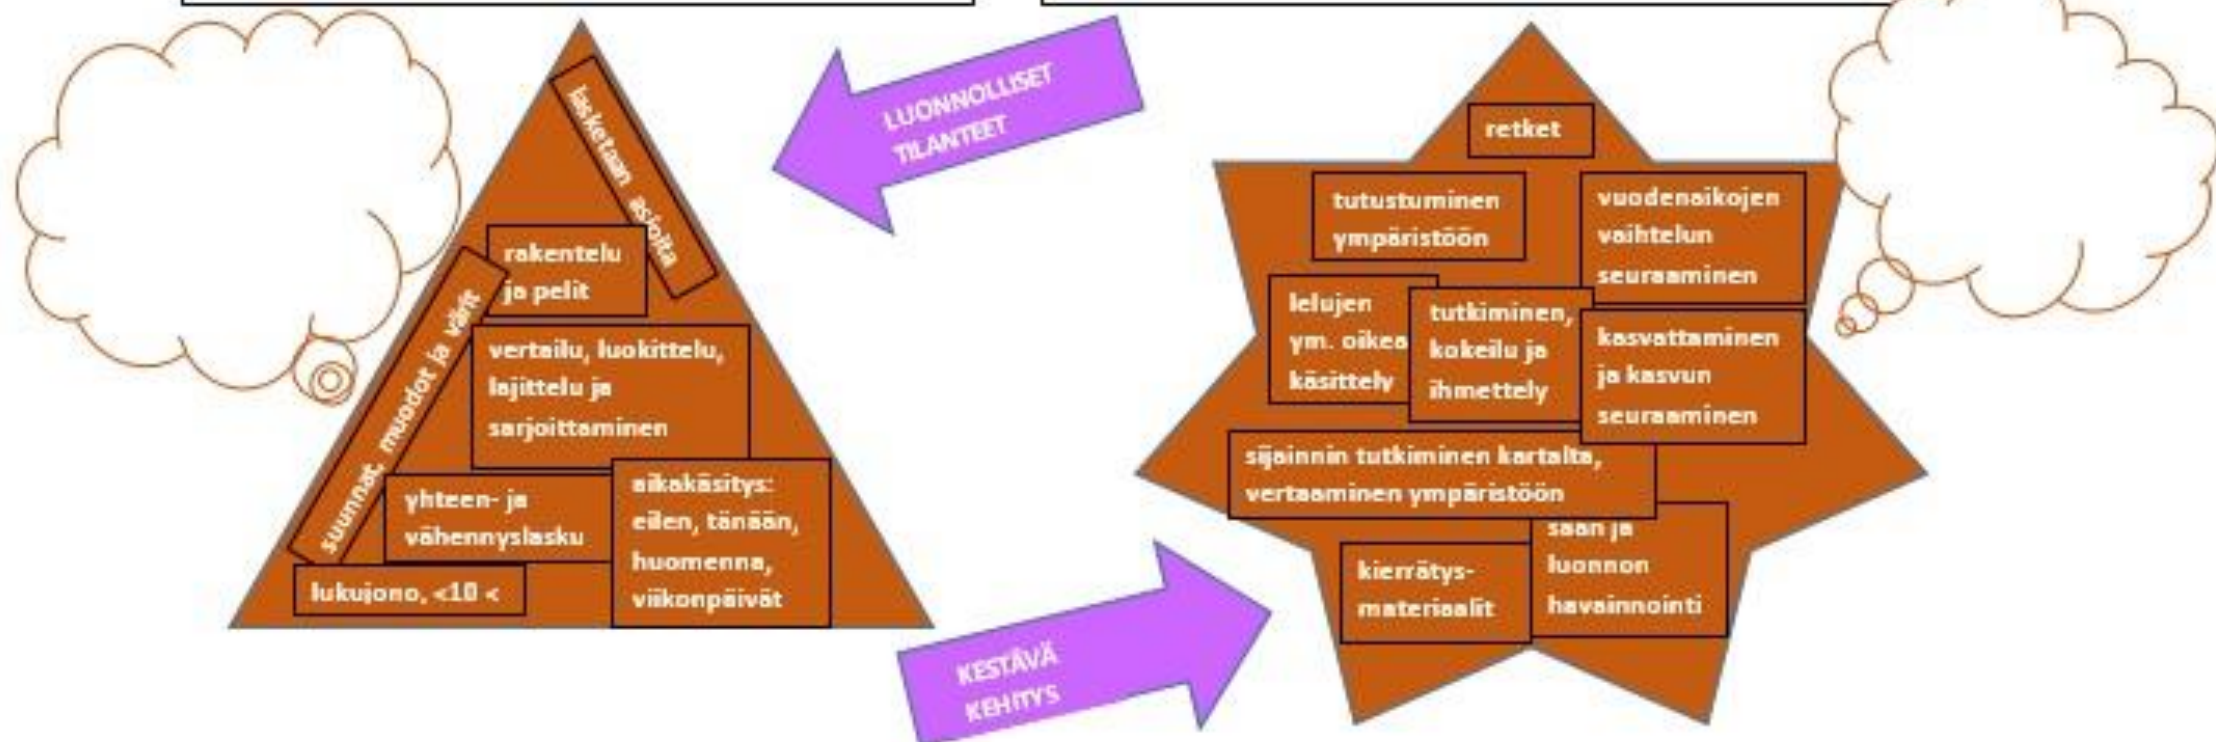 lasketaan asioita
rakentelu
ja pelit
suunnat, muodot ja värit
vertailu, luokittelu,
lajittelu ja
sarjoittaminen
yhteen- ja
vähennyslasku
aikakäsitys:
eilen, tänään,
huomenna,
viikonpäivät
lukujono, <10 <
LUONNOLLISET
TILANTEET
KESTÄVÄ
KEHITYS
retket
tutustuminen
ympäristöön
vuodenaikojen
vaihtelun
seuraaminen
lelujen
ym. oikea
käsittely
tutkiminen,
kokeilu ja
ihmettely
kasvattaminen
ja kasvun
seuraaminen
sijainnin tutkiminen kartalta,
vertaaminen ympäristöön
sään ja
luonnon
havainnointi
kierrätys-
materiaalit